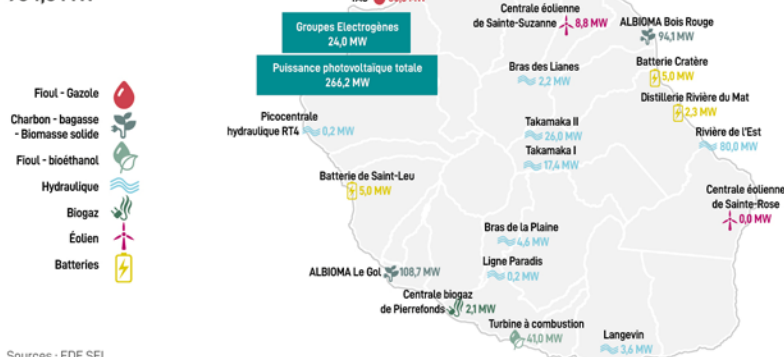 Centrale éolienne
de Sainte-Suzanne 8,8 MW
ALBIOMA Bois Rouge
94,1 MW
Groupes Electrogènes
24,0 MW
Puissance photovoltaïque totale
266,2 MW
Bras des Lianes
2,2 MW
Batterie Cratère
5,0 MW
Distillerie Rivière du Mat
2,3 MW
Fioul - Gazole
Charbon - bagasse
- Biomasse solide
Fioul - bioéthanol
Hydraulique
Biogaz
Éolien
Batteries
Picocentrale
hydraulique RT4 0,2 MW
Takamaka II
26,0 MW
Takamaka I
17,4 MW
Rivière de l'Est
80,0 MW
Batterie de Saint-Leu
5,0 MW
Centrale éolienne
de Sainte-Rose
0,0 MW
Bras de la Plaine
4,6 MW
Ligne Paradis
0,2 MW
ALBIOMA Le Gol 108,7 MW
Centrale biogaz
de Pierrefonds 2,1 MW
Turbine à combustion
41,0 MW
Langevin
3,6 MW
Sources : EDF SEI